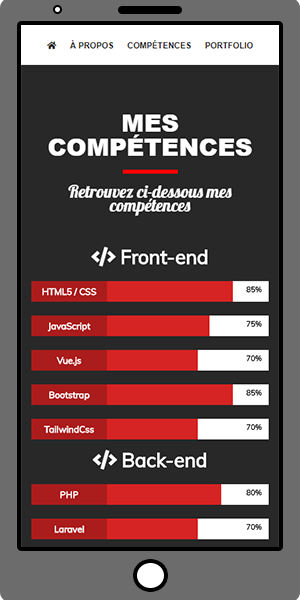 À PROPOS COMPÉTENCES PORTFOLIO
MES
COMPÉTENCES
Retrouvez ci-dessous mes
compétences
Front-end
HTML5 / CSS 85%
JavaScript 75%
Vue.js 70%
Bootstrap 85%
TailwindCss 70%
Back-end
PHP 80%
Laravel 70%